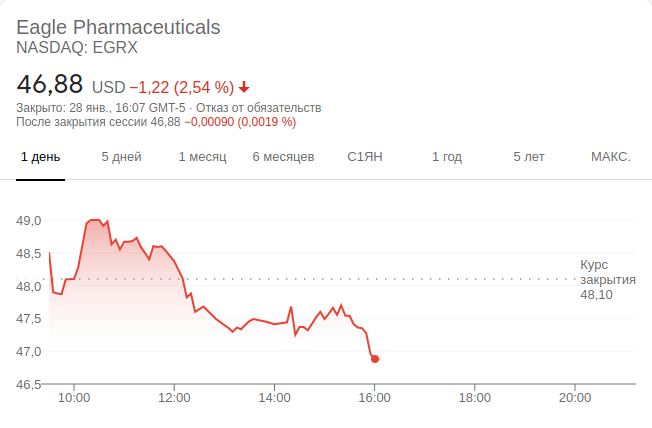 Eagle Pharmaceuticals
NASDAQ: EGRX
46,88 USD −1,22 (2,54 %)
Закрыто: 28 янв., 16:07 GMT-5 · Отказ от обязательств
После закрытия сессии 46,88 −0,00090 (0,0019 %)
1 день 5 дней 1 месяц 6 месяцев С1ЯН 1 год 5 лет МАКС.
49,0
48,5
Курс
закрытия
48,10
48,0
47,5
47,0
46,5
10:00 12:00 14:00 16:00 18:00 20:00